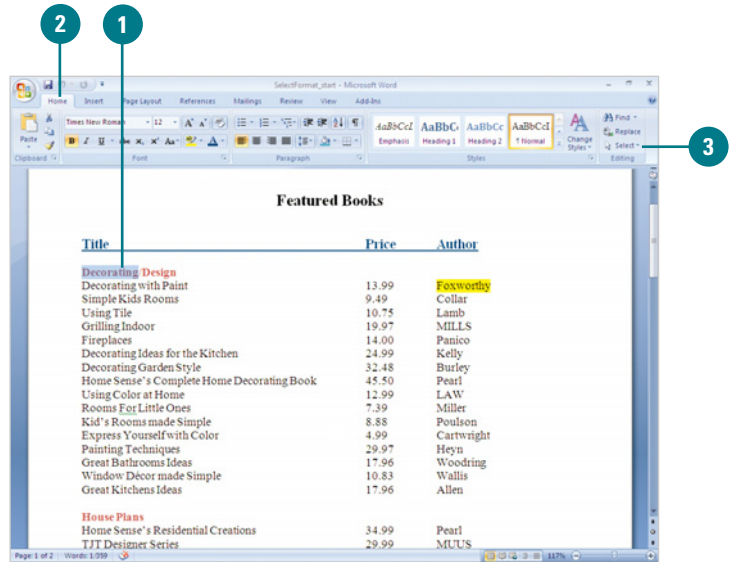 2 1
SelectFormat_start - Microsoft Word
Home Insert Page Layout References Mailings Review View Add-Ins
Times New Roman 12
Paste
Clipboard Font Paragraph Styles Editing
AaBbCcI AaBbC AaBbCc AaBbCcI
Emphasis Heading 1 Heading 2 ¶ Normal
Change Styles
Find
Replace
Select
3
Featured Books
Title Price Author
Decorating/Design
Decorating with Paint 13.99 Foxworthy
Simple Kids Rooms 9.49 Collar
Using Tile 10.75 Lamb
Grilling Indoor 19.97 MILLS
Fireplaces 14.00 Panico
Decorating Ideas for the Kitchen 24.99 Kelly
Decorating Garden Style 32.48 Burley
Home Sense's Complete Home Decorating Book 45.50 Pearl
Using Color at Home 12.99 LAW
Rooms For Little Ones 7.39 Miller
Kid's Rooms made Simple 8.88 Poulson
Express Yourself with Color 4.99 Cartwright
Painting Techniques 29.97 Heyn
Great Bathrooms Ideas 17.96 Woodring
Window Décor made Simple 10.83 Wallis
Great Kitchens Ideas 17.96 Allen
House Plans
Home Sense's Residential Creations 34.99 Pearl
TJT Designer Series 29.99 MUUS
Page: 1 of 2 Words: 1/359 117%